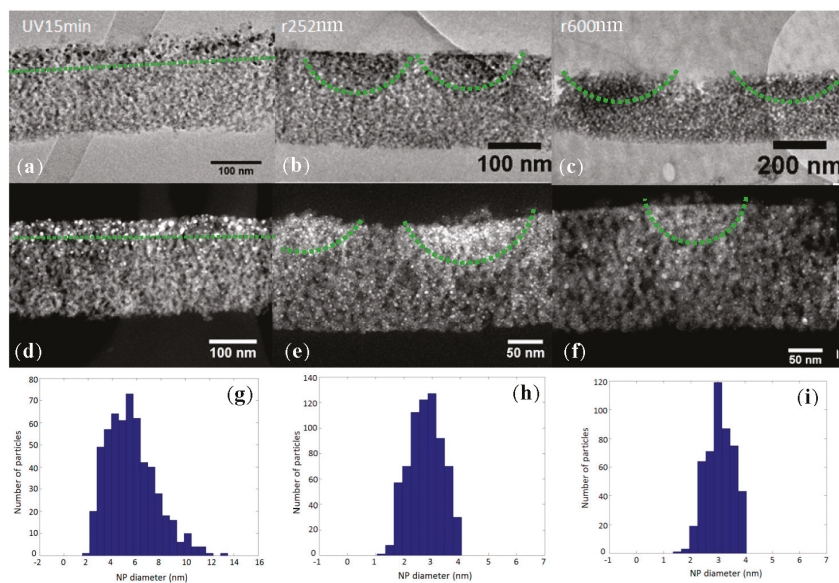 UV15min
r252nm
r600nm
(a)
100 nm
(b)
100 nm
(c)
200 nm
(d)
100 nm
(e)
50 nm
(f)
50 nm
80
70
60
50
40
30
20
10
0
Number of particles
-2 0 2 4 6 8 10 12 14 16
NP diameter (nm)
(g)
140
120
100
80
60
40
20
0
Number of particles
-1 0 1 2 3 4 5 6 7
NP diameter (nm)
(h)
120
100
80
60
40
20
0
Number of particles
-1 0 1 2 3 4 5 6 7
NP diameter (nm)
(i)